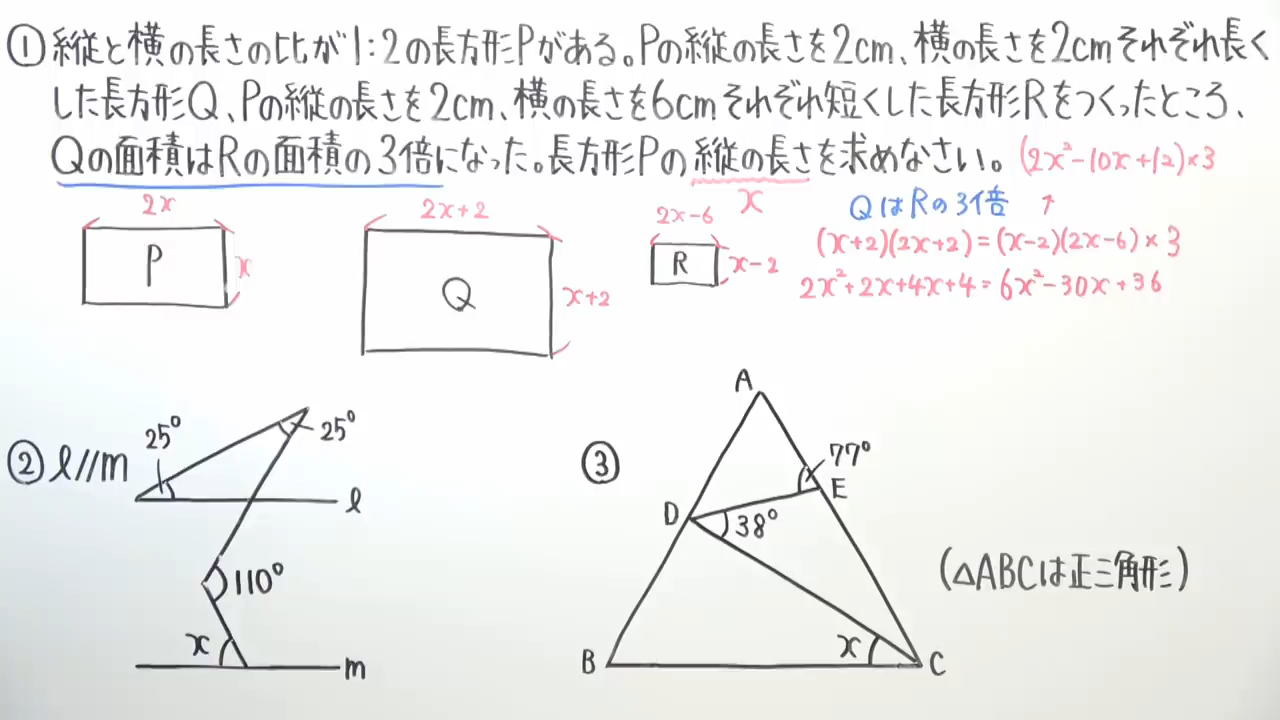 ①縦と横の長さの比が1:2の長方形Pがある。Pの縦の長さを2cm、横の長さを2cmそれぞれ長く
した長方形Q、Pの縦の長さを2cm、横の長さを6cmそれぞれ短くした長方形Rをつくったところ、
Qの面積はRの面積の3倍になった。長方形Pの縦の長さを求めなさい。
(2x²-10x+12)×3
x
QはRの3倍 ↑
(x+2)(2x+2)=(x-2)(2x-6)×3
2x²+2x+4x+4=6x²-30x+36
2x
P
x
2x+2
Q
x+2
2x-6
R
x-2
② l//m
25°
25°
l
110°
x
m
③
A
77°
E
D
38°
B
x
C
(△ABCは正三角形)